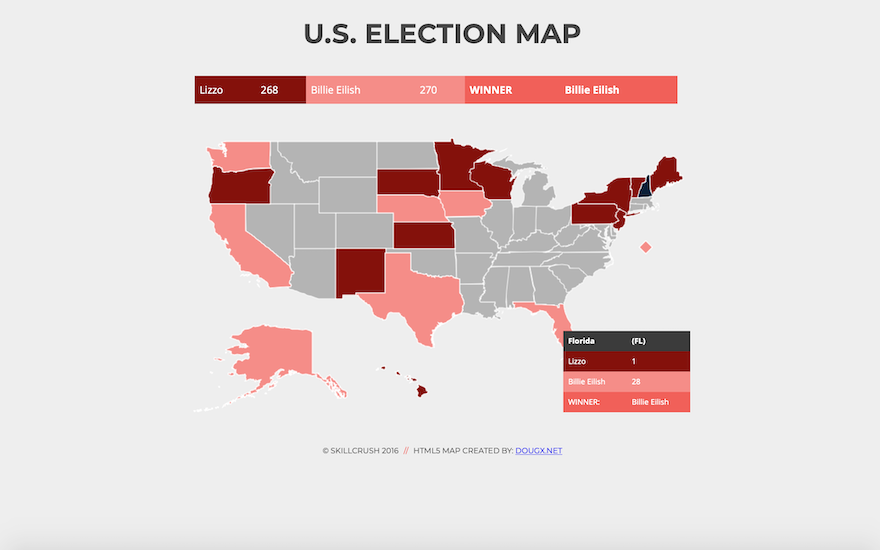 U.S. ELECTION MAP
Lizzo 268 Billie Eilish 270 WINNER Billie Eilish
Florida (FL)
Lizzo 1
Billie Eilish 28
WINNER: Billie Eilish
© SKILLCRUSH 2016 // HTML5 MAP CREATED BY: DOUGX.NET